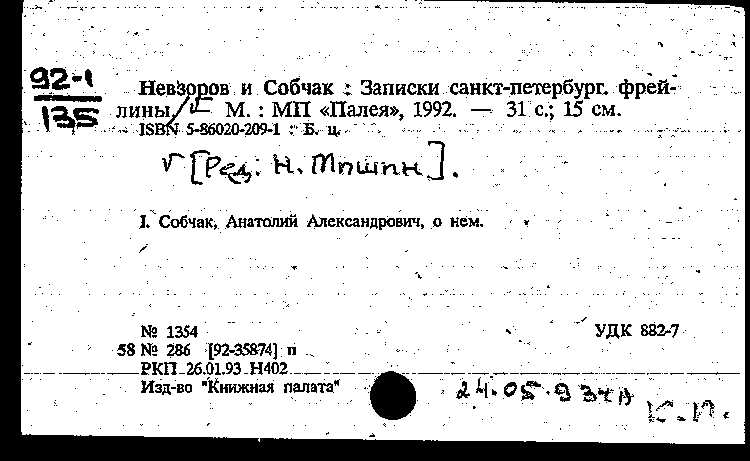 92-1
135
Невзоров и Собчак : Записки санкт-петербург. фрей-
лины / — М. : МП «Палея», 1992. — 31 с.; 15 см.
ISBN 5-86020-209-1 : Б. ц.
[Ред: Н. Мишин].
I. Собчак, Анатолий Александрович, о нем.
№ 1354
УДК 882-7
58 № 286 [92-35874] п
РКП 26.01.93 Н402
Изд-во "Книжная палата"
24.05.93
К.П.